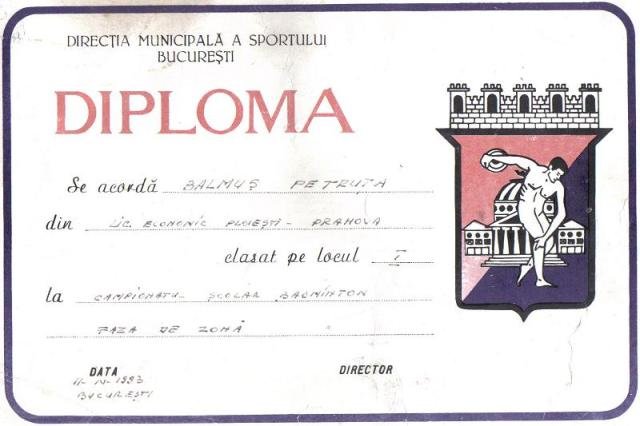 DIRECȚIA MUNICIPALĂ A SPORTULUI
BUCUREȘTI
DIPLOMA
Se acordă BALMUȘ PETRUȚA
din LIC. ECONOMIC PLOIEȘTI - PRAHOVA
clasat pe locul I
la CAMPIONATU ȘCOLAR BADMINTON
FAZA DE ZONĂ
DATA DIRECTOR
11-IV-1993
BUCUREȘTI